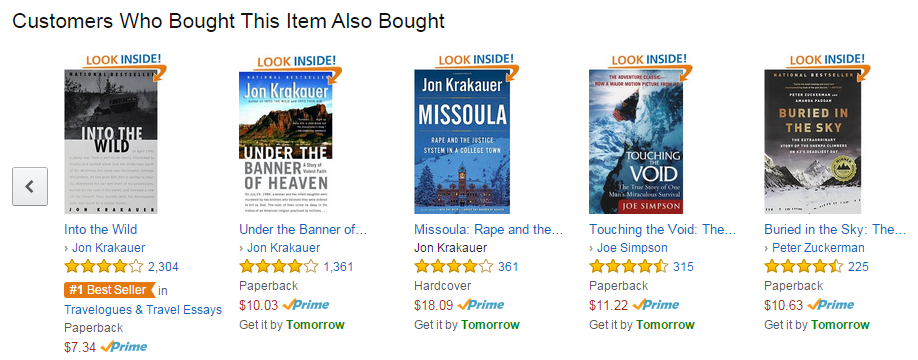 Customers Who Bought This Item Also Bought
LOOK INSIDE!
NATIONAL BESTSELLER
INTO THE
WILD
JON KRAKAUER
Into the Wild
› Jon Krakauer
2,304
#1 Best Seller in
Travelogues & Travel Essays
Paperback
$7.34 Prime
LOOK INSIDE!
NATIONAL BESTSELLER
Jon Krakauer
UNDER THE
BANNER
OF HEAVEN
A Story of
Violent Faith
Under the Banner of...
› Jon Krakauer
1,361
Paperback
$10.03 Prime
Get it by Tomorrow
LOOK INSIDE!
Jon Krakauer
MISSOULA
RAPE AND THE JUSTICE
SYSTEM IN A COLLEGE TOWN
Missoula: Rape and the...
Jon Krakauer
361
Hardcover
$18.09 Prime
Get it by Tomorrow
LOOK INSIDE!
THE ADVENTURE CLASSIC—
NOW A MAJOR MOTION PICTURE
TOUCHING
THE
VOID
The True Story of One
Man's Miraculous Survival
JOE SIMPSON
Touching the Void: The...
› Joe Simpson
315
Paperback
$11.22 Prime
Get it by Tomorrow
LOOK INSIDE!
NATIONAL BESTSELLER
PETER ZUCKERMAN and
AMANDA PADOAN
BURIED IN
THE SKY
THE EXTRAORDINARY
STORY OF THE SHERPA CLIMBERS
ON K2'S DEADLIEST DAY
Buried in the Sky: The...
› Peter Zuckerman
225
Paperback
$10.63 Prime
Get it by Tomorrow